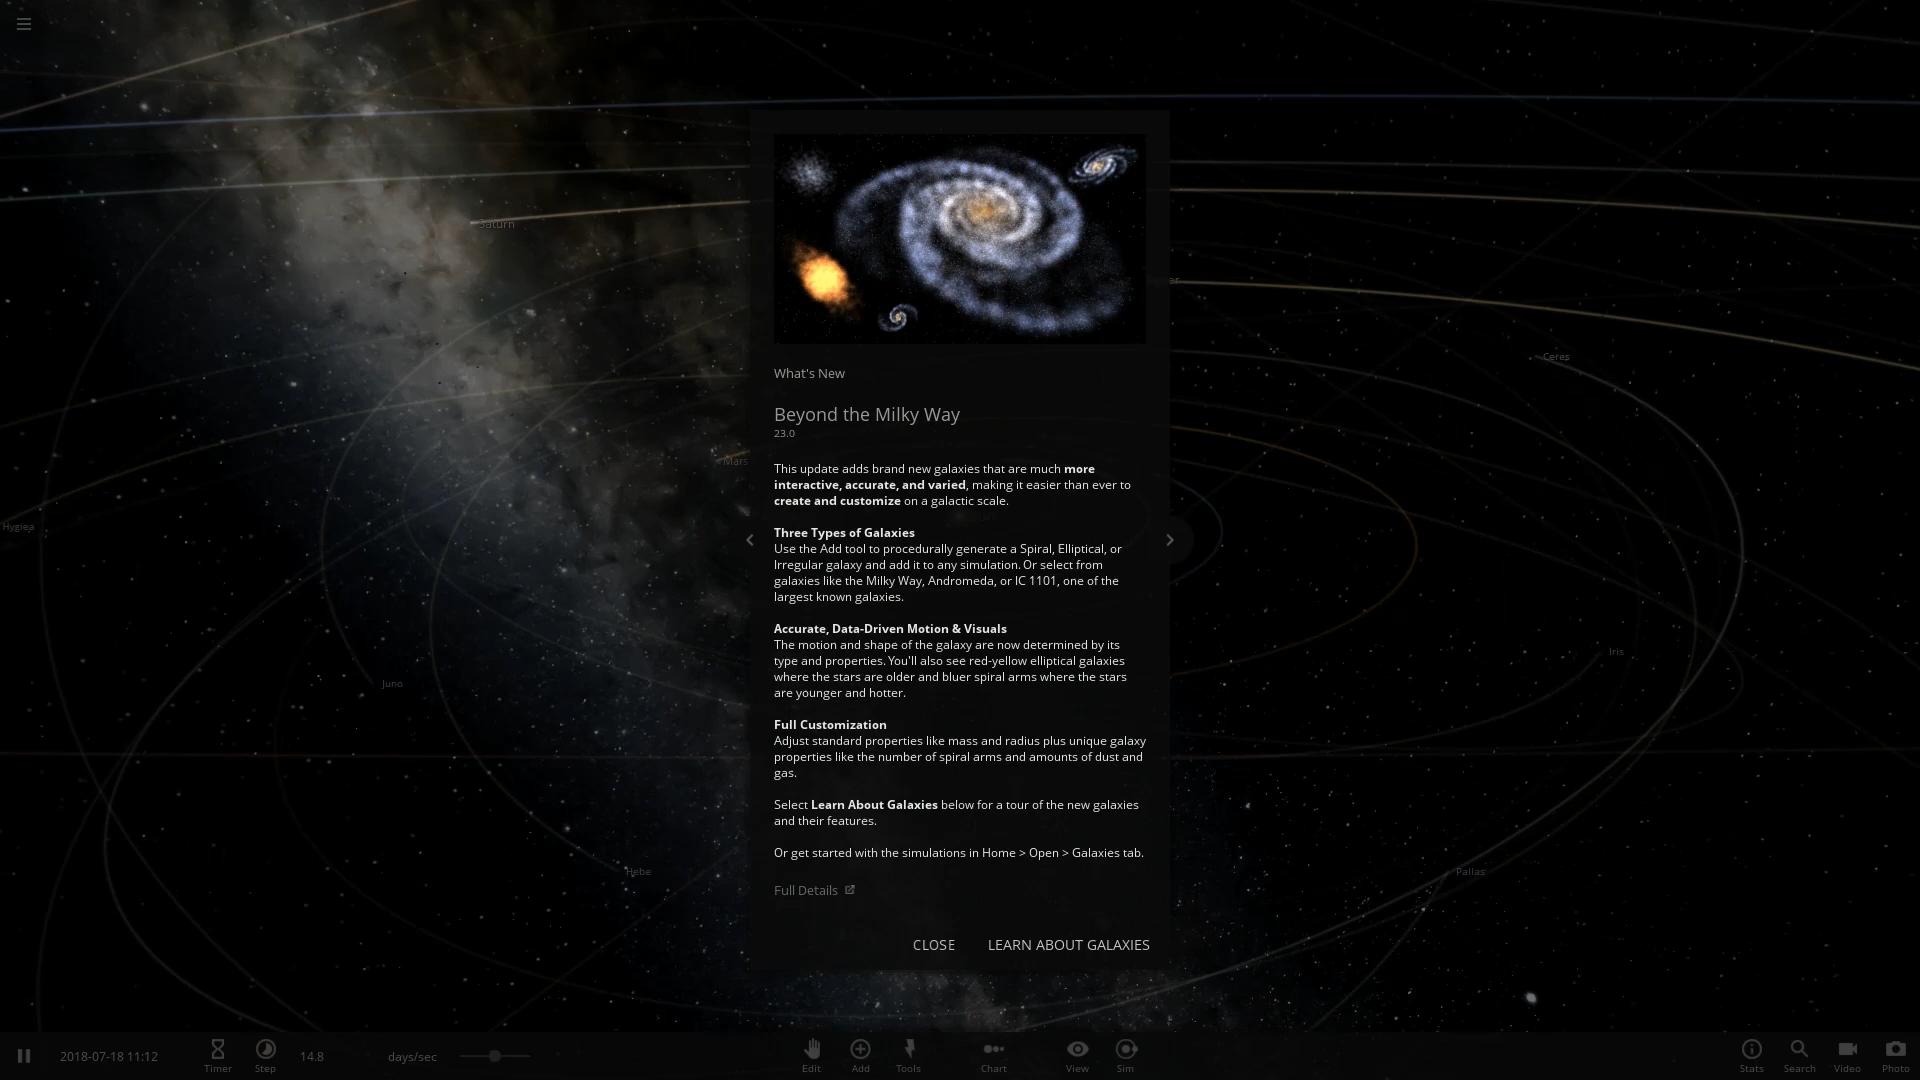 Saturn
er
Ceres
What's New
Beyond the Milky Way
23.0
Mars
This update adds brand new galaxies that are much more
interactive, accurate, and varied, making it easier than ever to
create and customize on a galactic scale.
Hygiea
Three Types of Galaxies
Use the Add tool to procedurally generate a Spiral, Elliptical, or
Irregular galaxy and add it to any simulation. Or select from
galaxies like the Milky Way, Andromeda, or IC 1101, one of the
largest known galaxies.
Accurate, Data-Driven Motion & Visuals
The motion and shape of the galaxy are now determined by its
type and properties. You'll also see red-yellow elliptical galaxies
where the stars are older and bluer spiral arms where the stars
are younger and hotter.
Iris
Juno
Full Customization
Adjust standard properties like mass and radius plus unique galaxy
properties like the number of spiral arms and amounts of dust and
gas.
Select Learn About Galaxies below for a tour of the new galaxies
and their features.
Or get started with the simulations in Home > Open > Galaxies tab.
Hebe
Pallas
Full Details
CLOSE LEARN ABOUT GALAXIES
2018-07-18 11:12 14.8 days/sec
Timer Step Edit Add Tools Chart View Sim Stats Search Video Photo